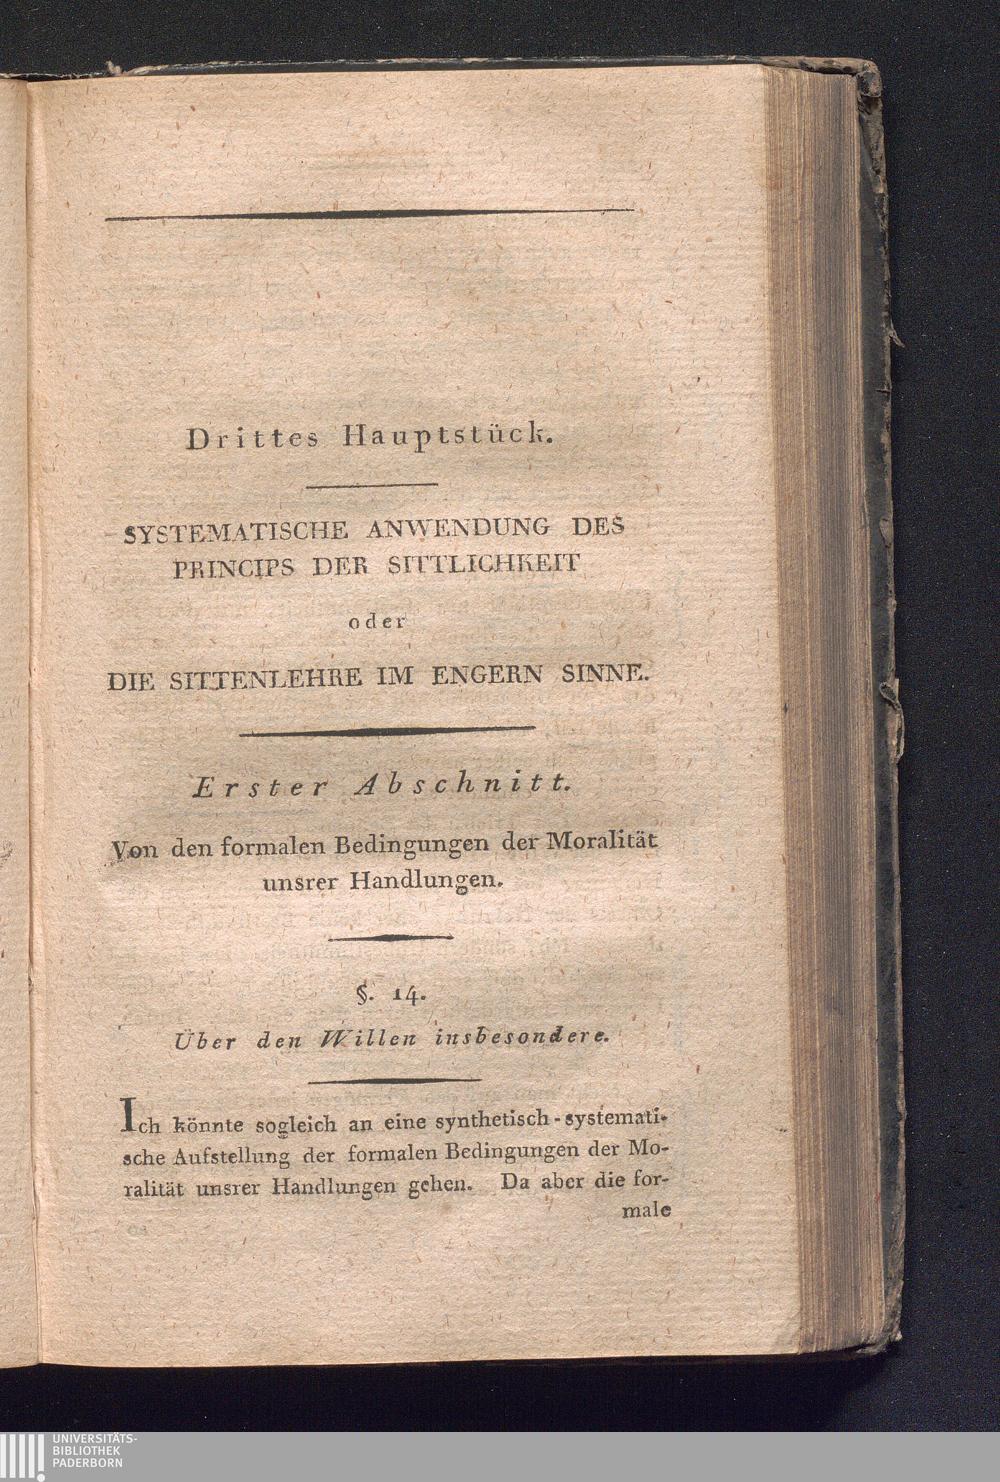 Drittes Hauptstück.
SYSTEMATISCHE ANWENDUNG DES
PRINCIPS DER SITTLICHKEIT
oder
DIE SITTENLEHRE IM ENGERN SINNE.
Erster Abschnitt.
Von den formalen Bedingungen der Moralität
unsrer Handlungen.
§. 14.
Über den Willen insbesondere.
Ich könnte sogleich an eine synthetisch-systemati-
sche Aufstellung der formalen Bedingungen der Mo-
ralität unsrer Handlungen gehen. Da aber die for-
male
UNIVERSITÄTS-
BIBLIOTHEK
PADERBORN